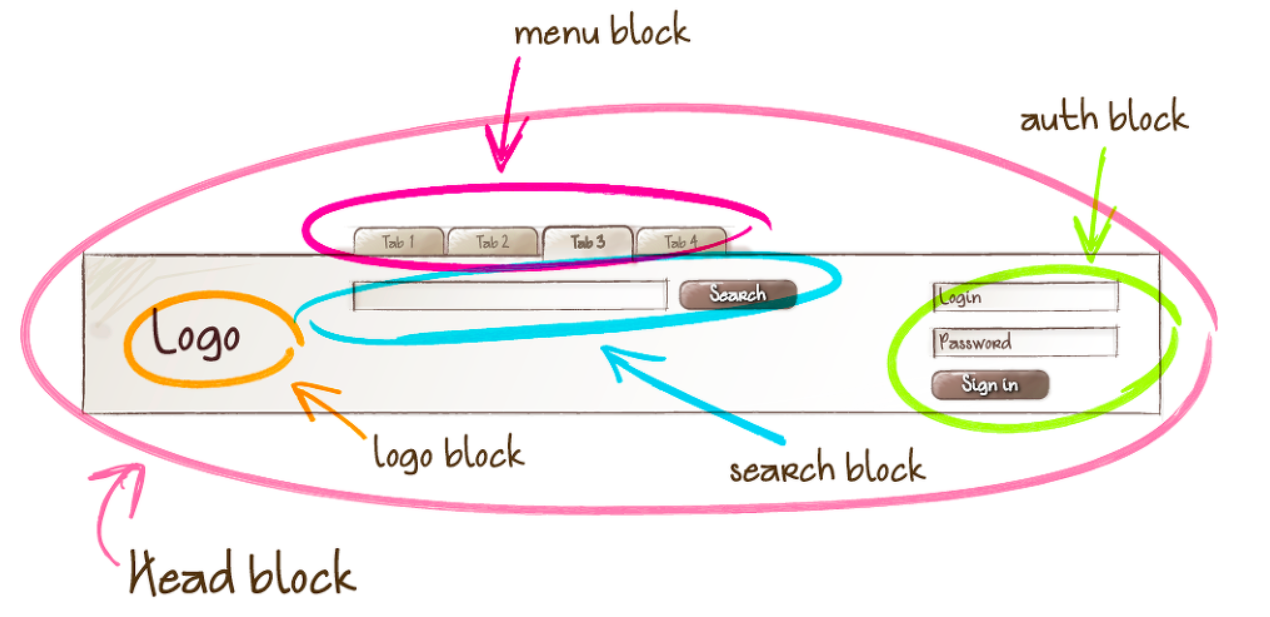 menu block
auth block
Tab 1 Tab 2 Tab 3 Tab 4
Search
Login
Logo
Password
Sign in
logo block
search block
Head block